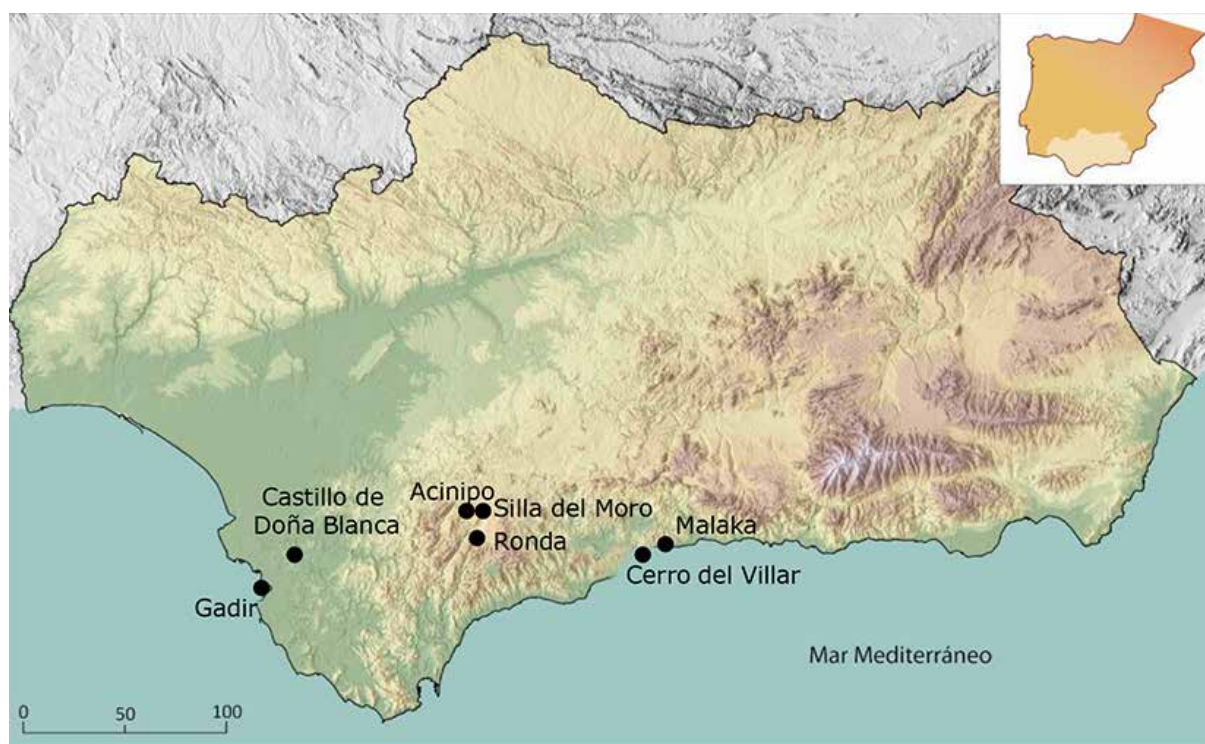 Castillo de
Doña Blanca
Acinipo
Silla del Moro
Ronda
Malaka
Cerro del Villar
Gadir
Mar Mediterráneo
0 50 100